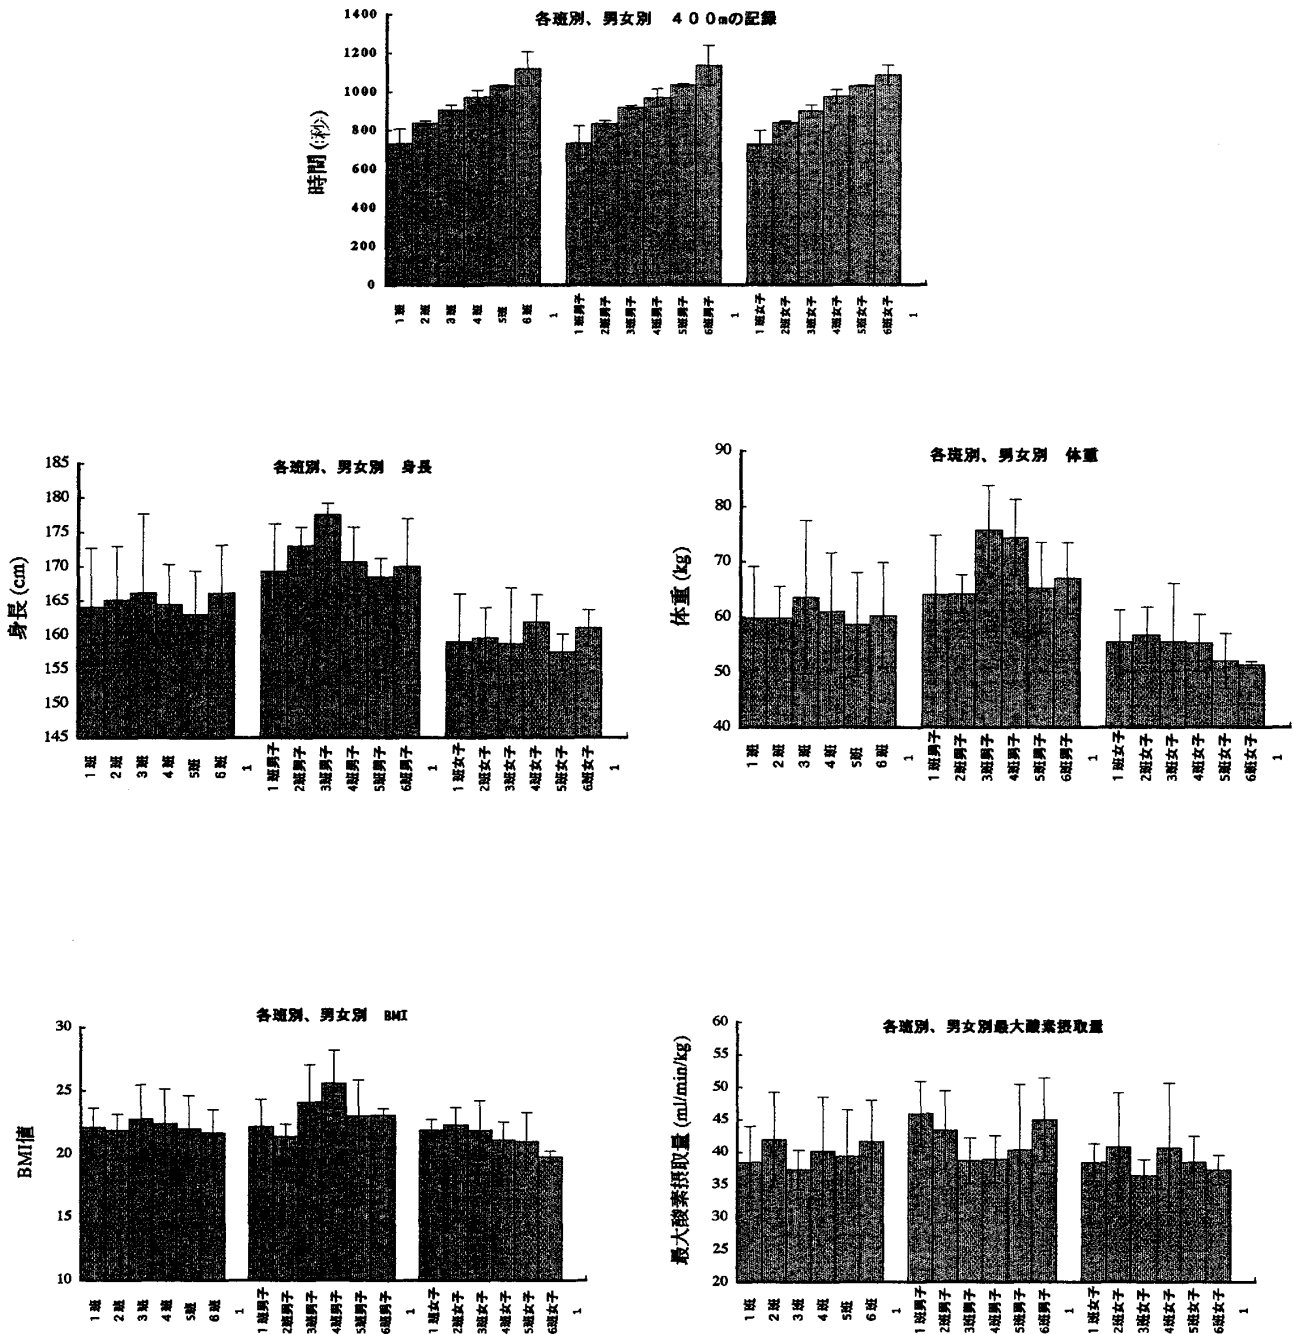 各班別、男女別 400mの記録
時間 (秒)
1400
1200
1000
800
600
400
200
0
1班 2班 3班 4班 5班 6班 1 1班男子 2班男子 3班男子 4班男子 5班男子 6班男子 1 1班女子 2班女子 3班女子 4班女子 5班女子 6班女子 1
各班別、男女別 身長
身長 (cm)
185
180
175
170
165
160
155
150
145
1班 2班 3班 4班 5班 6班 1 1班男子 2班男子 3班男子 4班男子 5班男子 6班男子 1 1班女子 2班女子 3班女子 4班女子 5班女子 6班女子 1
各班別、男女別 体重
体重 (kg)
90
80
70
60
50
40
1班 2班 3班 4班 5班 6班 1 1班男子 2班男子 3班男子 4班男子 5班男子 6班男子 1 1班女子 2班女子 3班女子 4班女子 5班女子 6班女子 1
各班別、男女別 BMI
BMI値
30
25
20
15
10
1班 2班 3班 4班 5班 6班 1 1班男子 2班男子 3班男子 4班男子 5班男子 6班男子 1 1班女子 2班女子 3班女子 4班女子 5班女子 6班女子 1
各班別、男女別最大酸素摂取量
最大酸素摂取量 (ml/min/kg)
60
55
50
45
40
35
30
25
20
1班 2班 3班 4班 5班 6班 1 1班男子 2班男子 3班男子 4班男子 5班男子 6班男子 1 1班女子 2班女子 3班女子 4班女子 5班女子 6班女子 1